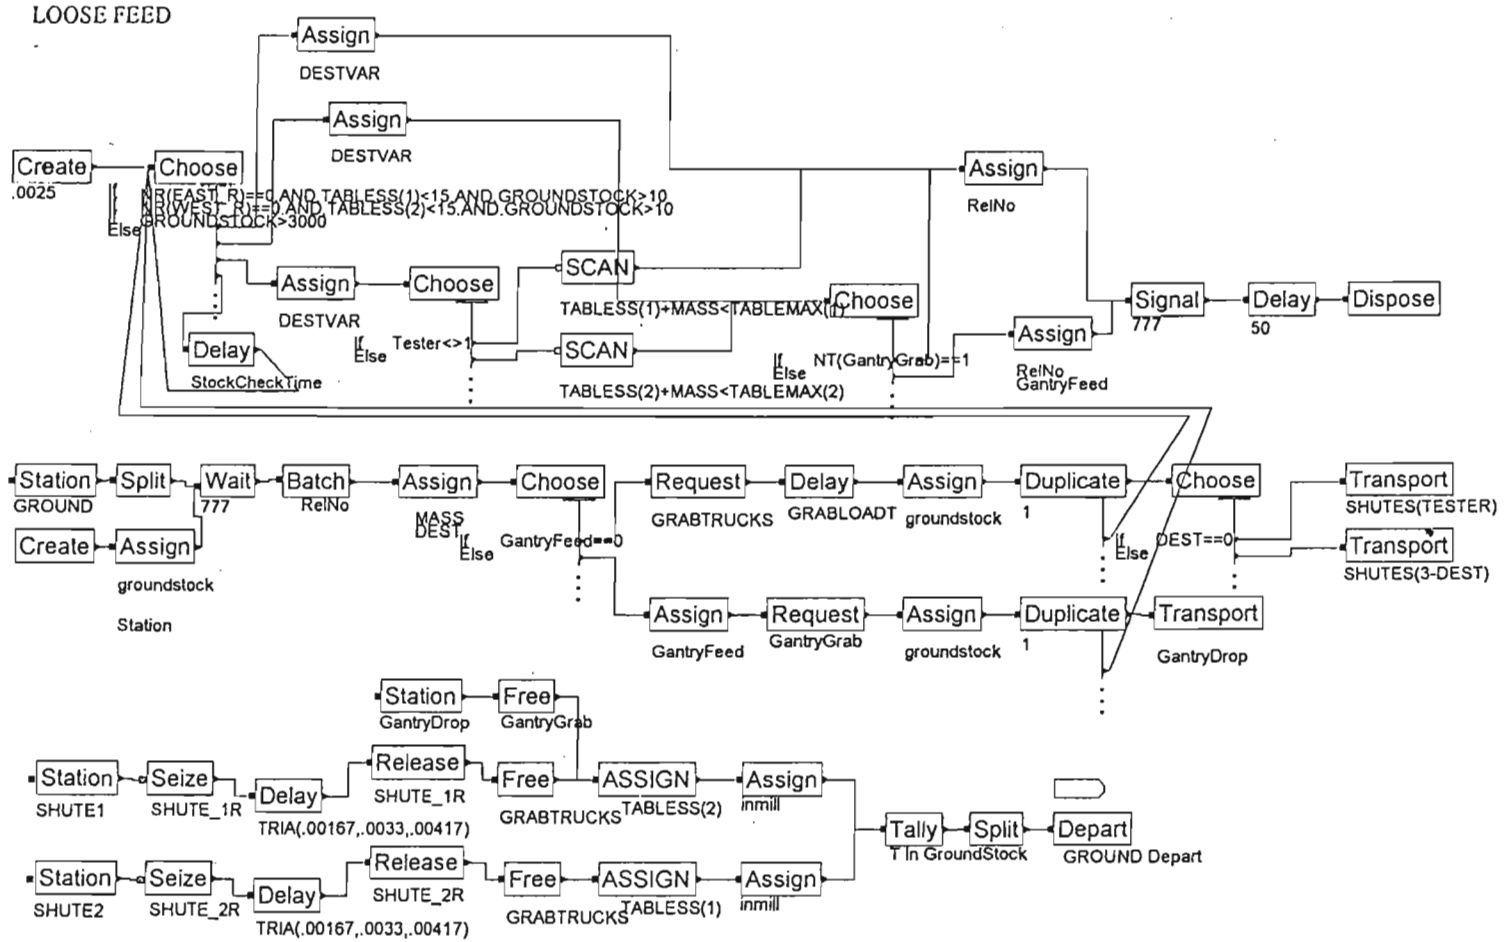 LOOSE FEED
Assign
DESTVAR
Assign
DESTVAR
Create
.0025
Choose
If NR(EAST_R)==0.AND.TABLESS(1)<15.AND.GROUNDSTOCK>10
If NR(WEST_R)==0.AND.TABLESS(2)<15.AND.GROUNDSTOCK>10
If GROUNDSTOCK>3000
Else
Assign
RelNo
Assign
DESTVAR
Choose
If Tester<>1
Else
SCAN
TABLESS(1)+MASS<TABLEMAX(1)
SCAN
TABLESS(2)+MASS<TABLEMAX(2)
Choose
If NT(GantryGrab)==1
Else
Delay
StockCheckTime
Assign
RelNo
GantryFeed
Signal
777
Delay
50
Dispose
Station
GROUND
Split
Wait
777
Batch
RelNo
Assign
MASS
DEST
Choose
If GantryFeed==0
Else
Request
GRABTRUCKS
Delay
GRABLOADT
Assign
groundstock
Duplicate
1
Choose
If DEST==0
Else
Transport
SHUTES(TESTER)
Transport
SHUTES(3-DEST)
Create
Assign
groundstock
Station
Assign
GantryFeed
Request
GantryGrab
Assign
groundstock
Duplicate
1
Transport
GantryDrop
Station
GantryDrop
Free
GantryGrab
Station
SHUTE1
Seize
SHUTE_1R
Delay
TRIA(.00167,.0033,.00417)
Release
SHUTE_1R
Free
GRABTRUCKS
ASSIGN
TABLESS(2)
Assign
inmill
Tally
T In GroundStock
Split
Depart
GROUND Depart
Station
SHUTE2
Seize
SHUTE_2R
Delay
TRIA(.00167,.0033,.00417)
Release
SHUTE_2R
Free
GRABTRUCKS
ASSIGN
TABLESS(1)
Assign
inmill